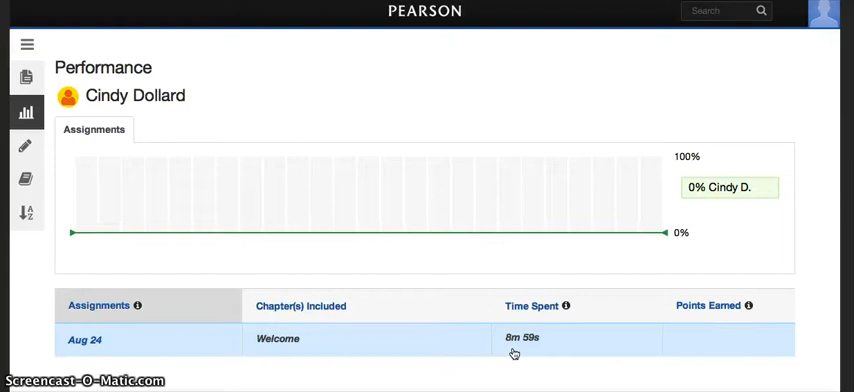 PEARSON
Search
Performance
Cindy Dollard
Assignments
100%
0% Cindy D.
0%
Assignments
Chapter(s) Included
Time Spent
Points Earned
Aug 24
Welcome
8m 59s
Screencast-O-Matic.com